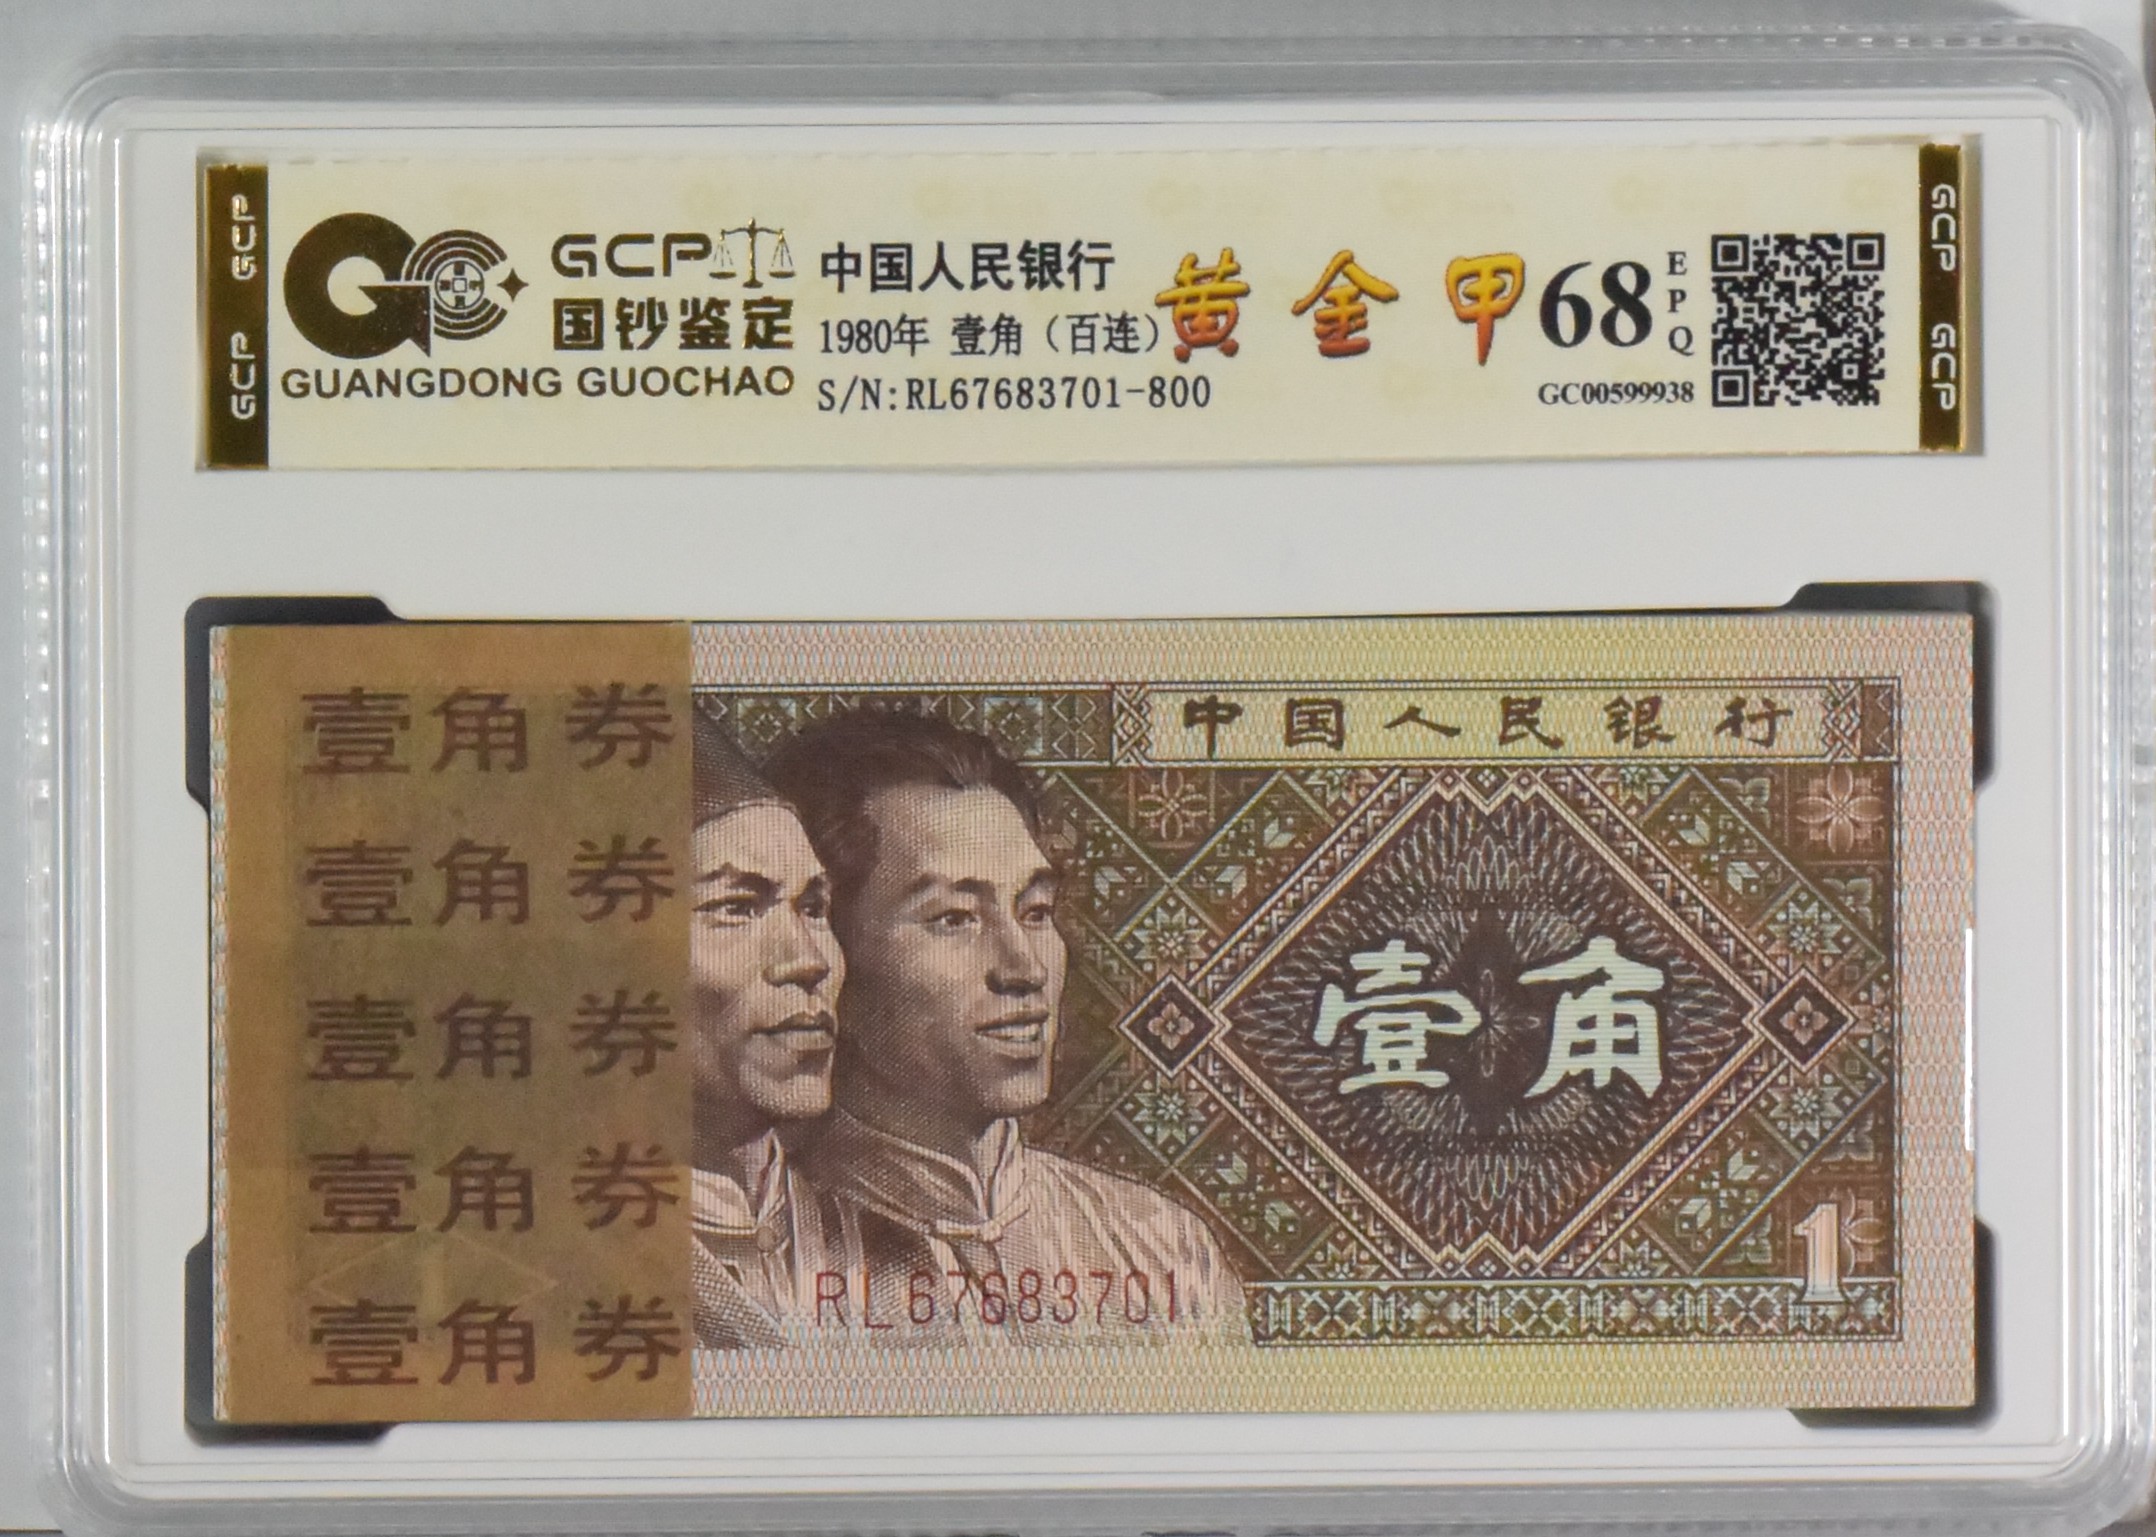 GCP
GCP
GCP
国钞鉴定
GUANGDONG GUOCHAO
中国人民银行
1980年 壹角（百连）
S/N:RL67683701-800
黄金甲
68
EPQ
GC00599938
GCP
GCP
壹角券
壹角券
壹角券
壹角券
壹角券
中国人民银行
壹角
1
RL67683701